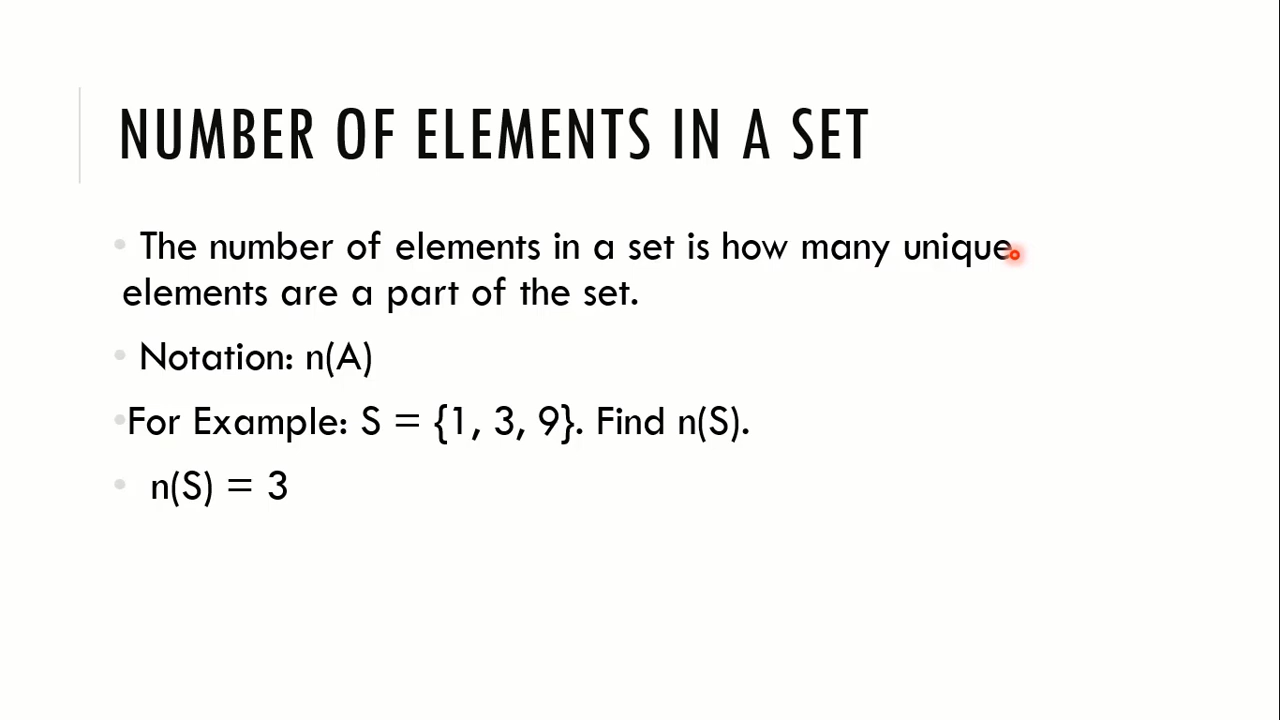 NUMBER OF ELEMENTS IN A SET
• The number of elements in a set is how many unique
elements are a part of the set.
• Notation: n(A)
•For Example: S = {1, 3, 9}. Find n(S).
• n(S) = 3